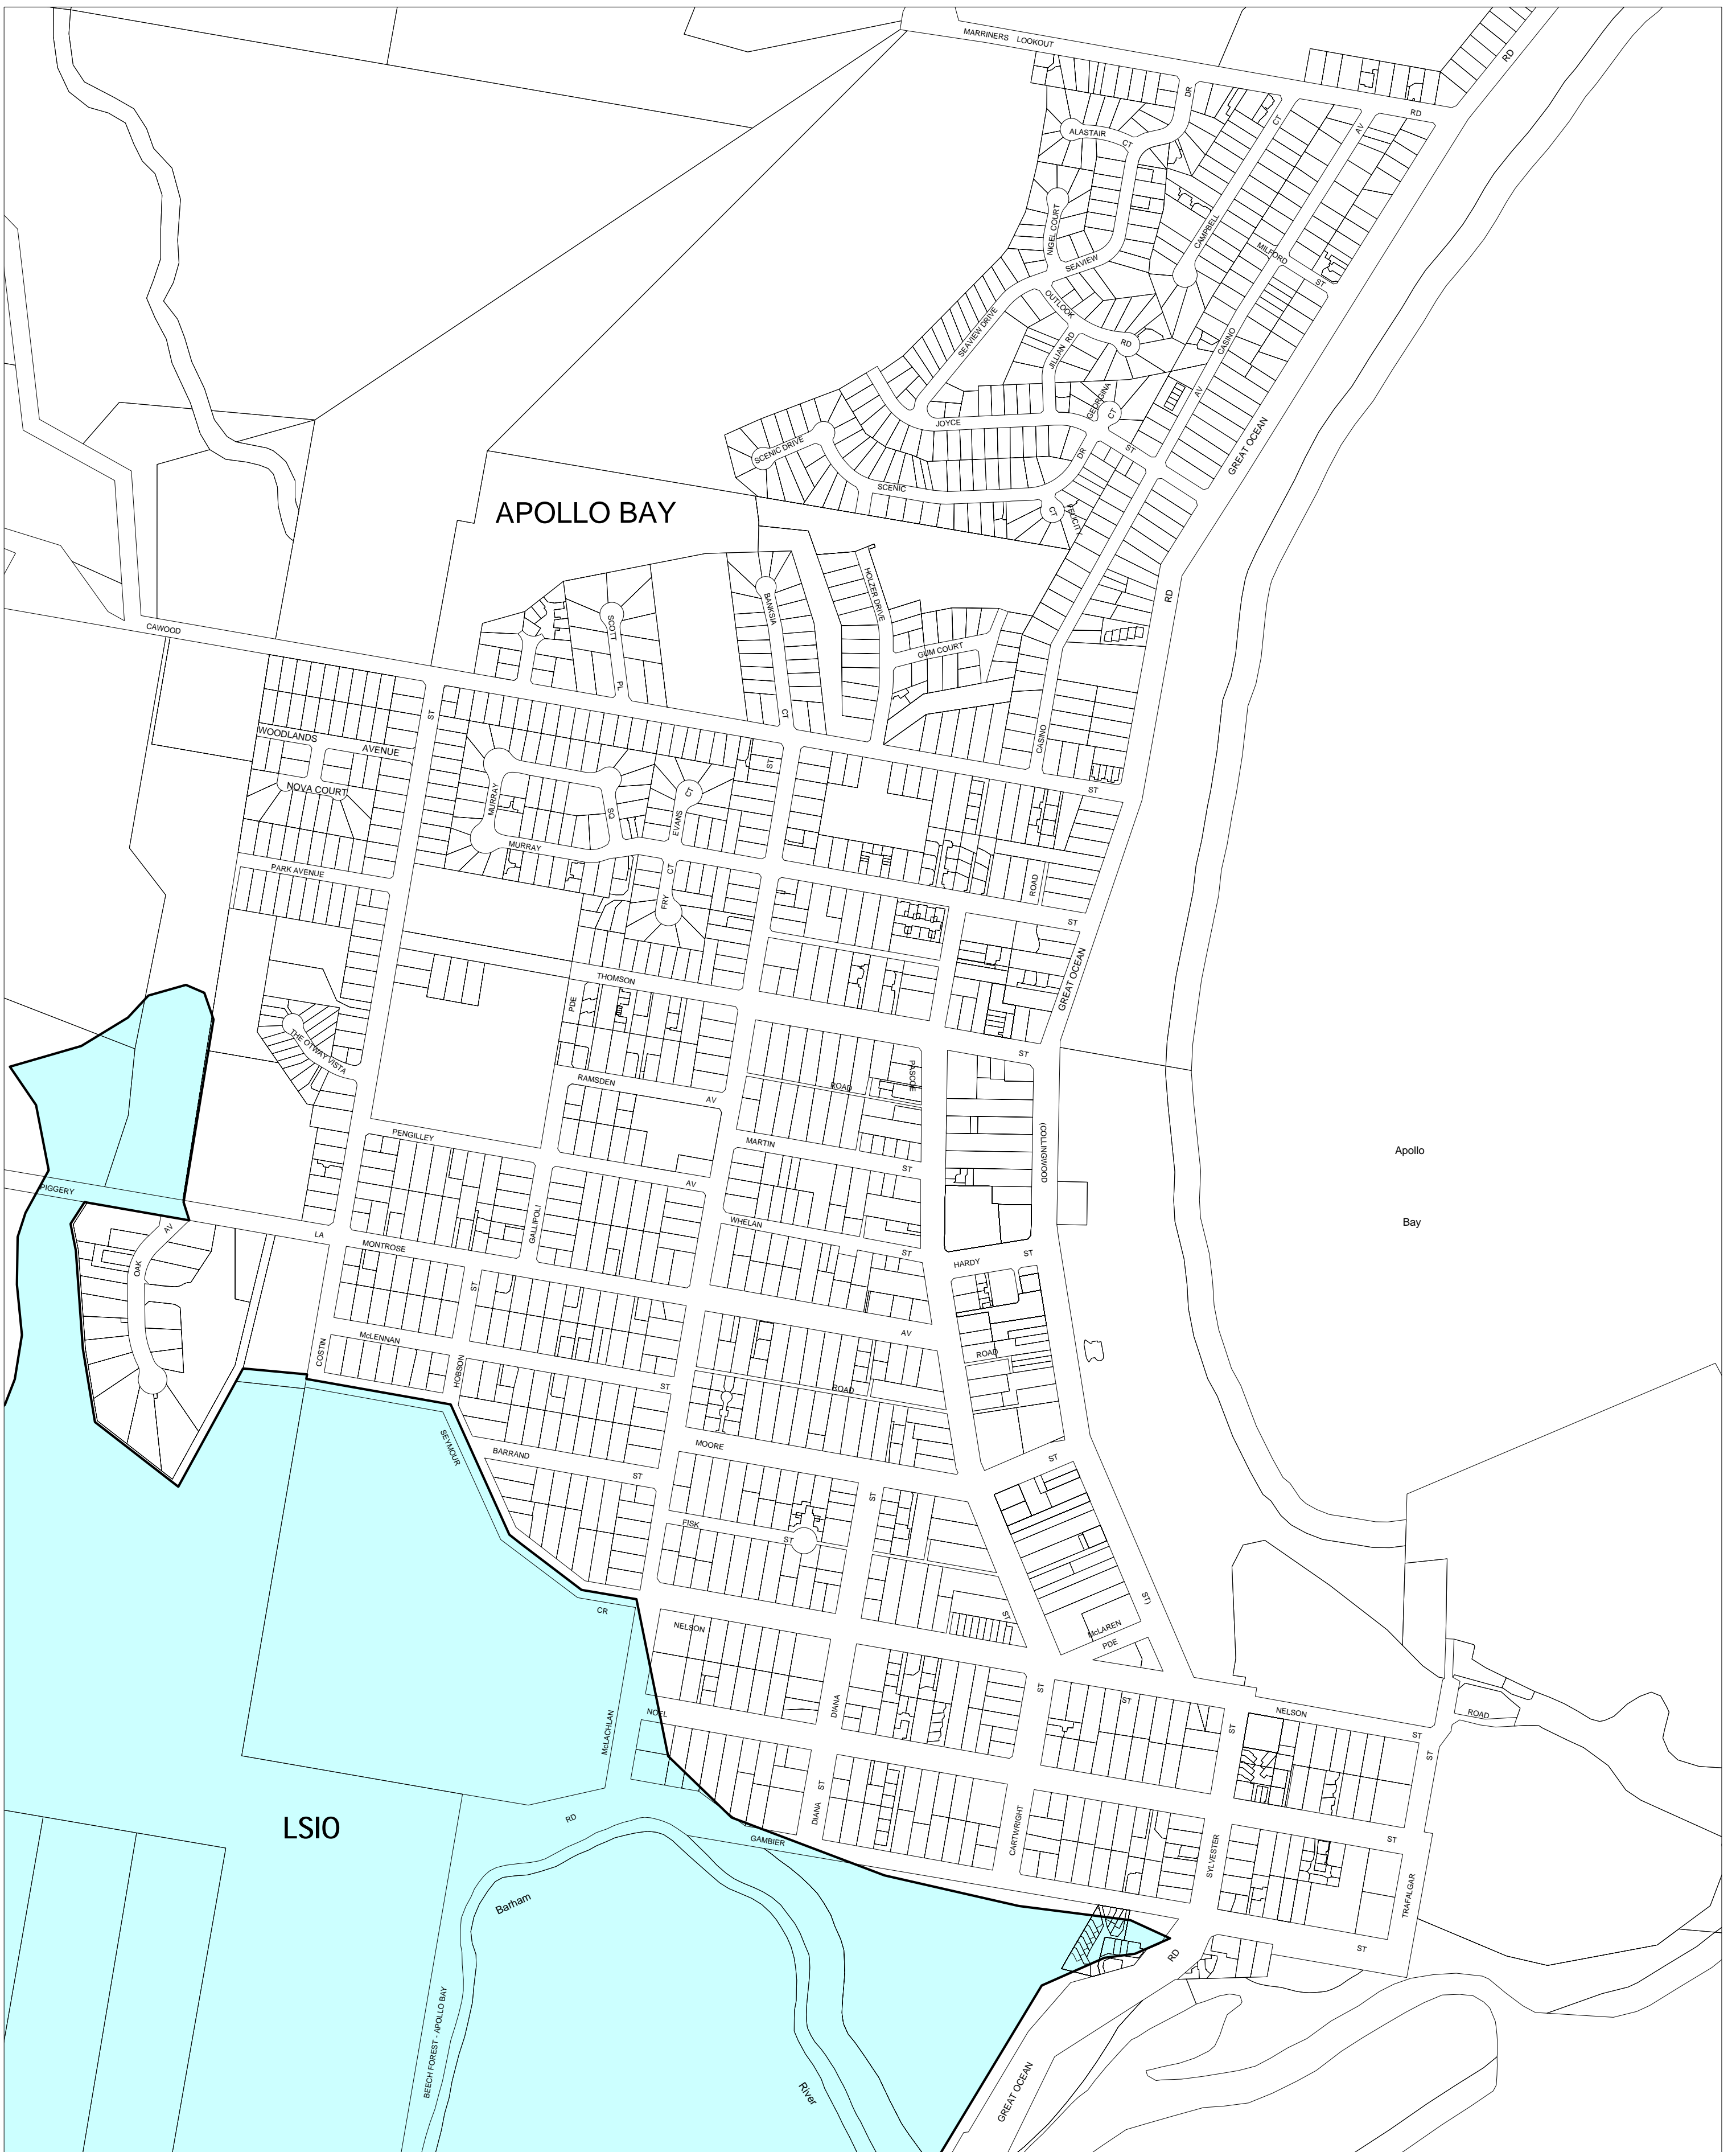 MARRINERS LOOKOUT
RD
RD
DR
ALASTAIR
CT
CT
AV
NIGEL COURT
CAMPBELL
MILFORD
ST
SEAVIEW
OUTLOOK
RD
SEAVIEW DRIVE
JILLIAN RD
CASINO
AV
GEORGINA
CT
JOYCE
ST
GREAT OCEAN
SCENIC DRIVE
DR
SCENIC
CT
FELICITY
APOLLO BAY
HOLZER DRIVE
BANKSIA
CT
SCOTT
PL
RD
CAWOOD
GUM COURT
ST
WOODLANDS
AVENUE
CASINO
ST
NOVA COURT
MURRAY
SQ
EVANS
CT
ST
MURRAY
PARK AVENUE
FRY
CT
ROAD
ST
THOMSON
PDE
GREAT OCEAN
ST
THE OTWAY VISTA
RAMSDEN
AV
ROAD
PASCOE
PENGILLEY
AV
MARTIN
ST
(COLLINGWOOD
Apollo
Bay
PIGGERY
LA
AV
OAK
GALLIPOLI
WHELAN
ST
MONTROSE
ST
HARDY
ST
AV
COSTIN
McLENNAN
HOBSON
ST
ROAD
ROAD
SEYMOUR
BARRAND
ST
MOORE
ST
ST
FISK
ST
CR
NELSON
ST
ST)
McLAREN
PDE
McLACHLAN
NOEL
DIANA
ST
ST
ST
NELSON
ST
ST
ROAD
LSIO
RD
DIANA
ST
GAMBIER
CARTWRIGHT
SYLVESTER
ST
TRAFALGAR
Barham
RD
ST
BEECH FOREST - APOLLO BAY
River
GREAT OCEAN